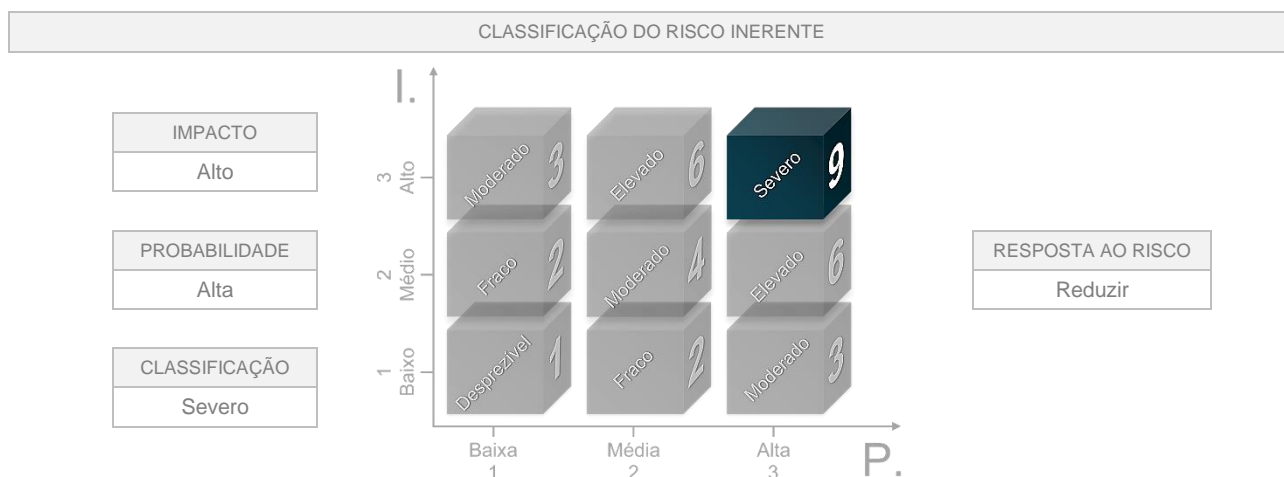 CLASSIFICAÇÃO DO RISCO INERENTE
IMPACTO
Alto
PROBABILIDADE
Alta
CLASSIFICAÇÃO
Severo
I.
3
Alto
Moderado 3
Elevado 6
Severo 9
2
Médio
Fraco 2
Moderado 4
Elevado 6
1
Baixo
Desprezível 1
Fraco 2
Moderado 3
Baixa
1
Média
2
Alta
3
P.
RESPOSTA AO RISCO
Reduzir